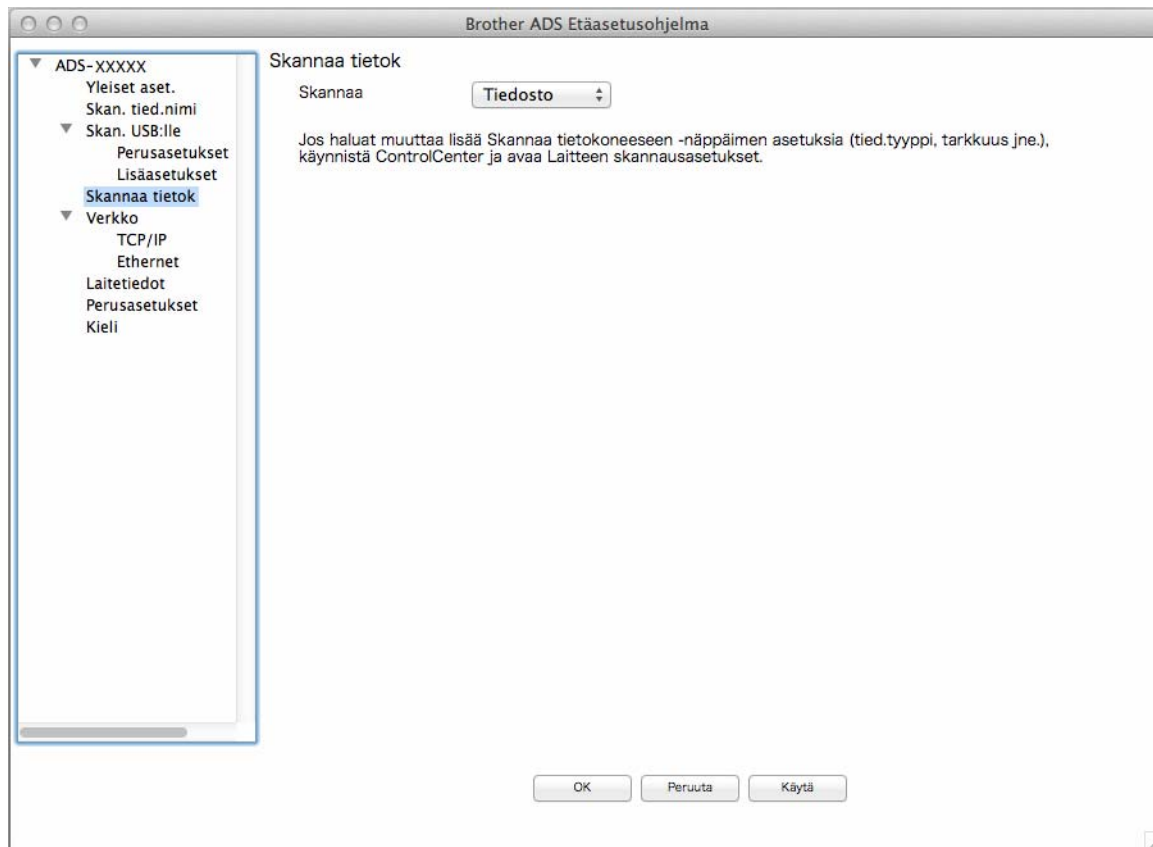 Brother ADS Etäasetusohjelma
ADS-XXXXX
Yleiset aset.
Skan. tied.nimi
Skan. USB:lle
Perusasetukset
Lisäasetukset
Skannaa tietok
Verkko
TCP/IP
Ethernet
Laitetiedot
Perusasetukset
Kieli
Skannaa tietok
Skannaa Tiedosto
Jos haluat muuttaa lisää Skannaa tietokoneeseen -näppäimen asetuksia (tied.tyyppi, tarkkuus jne.),
käynnistä ControlCenter ja avaa Laitteen skannausasetukset.
OK Peruuta Käytä